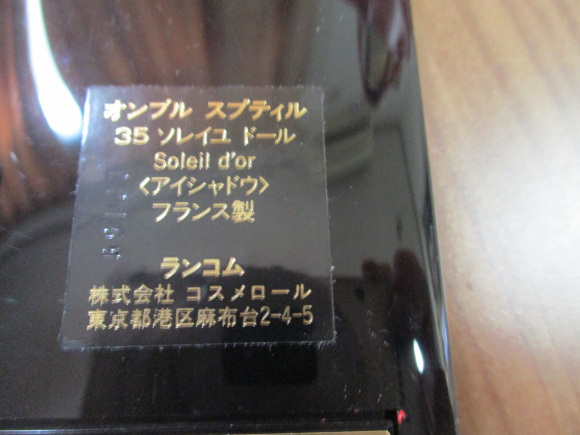 オンブル スプティル
35 ソレイユ ドール
Soleil d'or
〈アイシャドウ〉
フランス製
ランコム
株式会社 コスメロール
東京都港区麻布台2-4-5